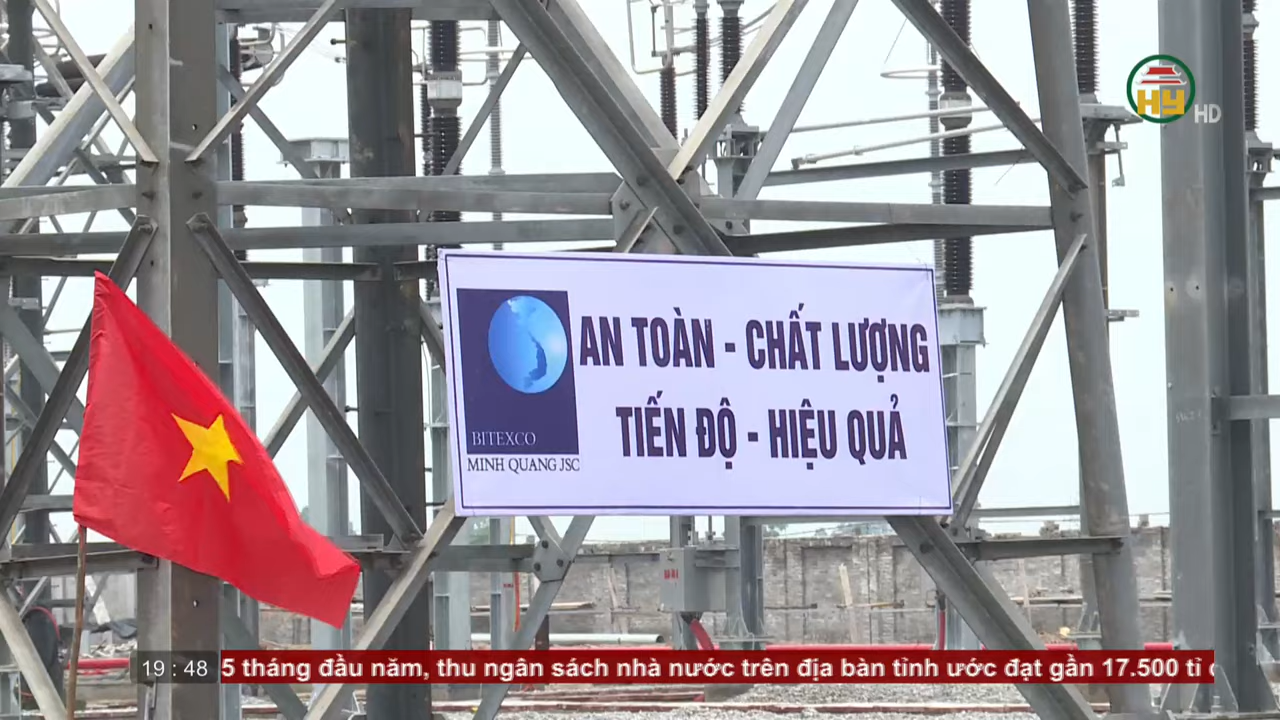 HY HD
AN TOÀN - CHẤT LƯỢNG
TIẾN ĐỘ - HIỆU QUẢ
BITEXCO
MINH QUANG JSC
19 : 48
5 tháng đầu năm, thu ngân sách nhà nước trên địa bàn tỉnh ước đạt gần 17.500 tỉ